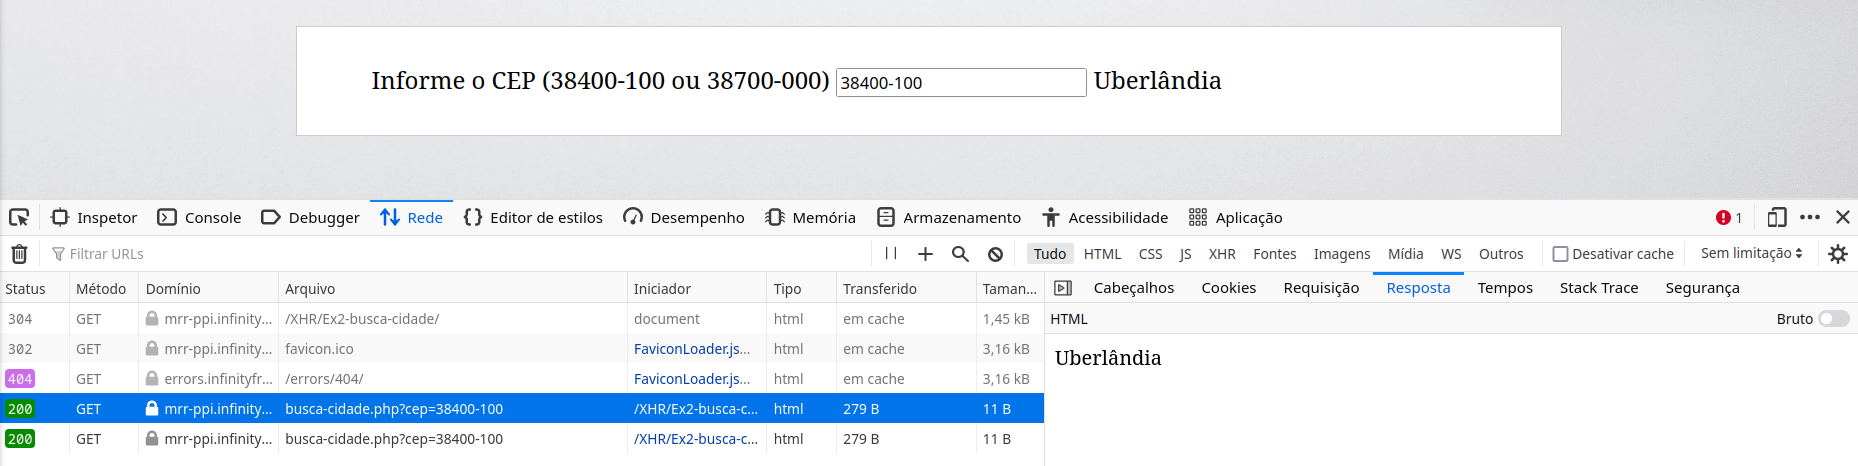 Informe o CEP (38400-100 ou 38700-000) 38400-100 Uberlândia
Inspetor Console Debugger Rede Editor de estilos Desempenho Memória Armazenamento Acessibilidade Aplicação 1
Filtrar URLs Tudo HTML CSS JS XHR Fontes Imagens Mídia WS Outros Desativar cache Sem limitação
Status Método Domínio Arquivo Iniciador Tipo Transferido Taman... Cabeçalhos Cookies Requisição Resposta Tempos Stack Trace Segurança
304 GET mrr-ppi.infinity... /XHR/Ex2-busca-cidade/ document html em cache 1,45 kB
302 GET mrr-ppi.infinity... favicon.ico FaviconLoader.js... html em cache 3,16 kB
404 GET errors.infinityfr... /errors/404/ FaviconLoader.js... html em cache 3,16 kB
200 GET mrr-ppi.infinity... busca-cidade.php?cep=38400-100 /XHR/Ex2-busca-c... html 279 B 11 B
200 GET mrr-ppi.infinity... busca-cidade.php?cep=38400-100 /XHR/Ex2-busca-c... html 279 B 11 B
HTML Bruto
Uberlândia